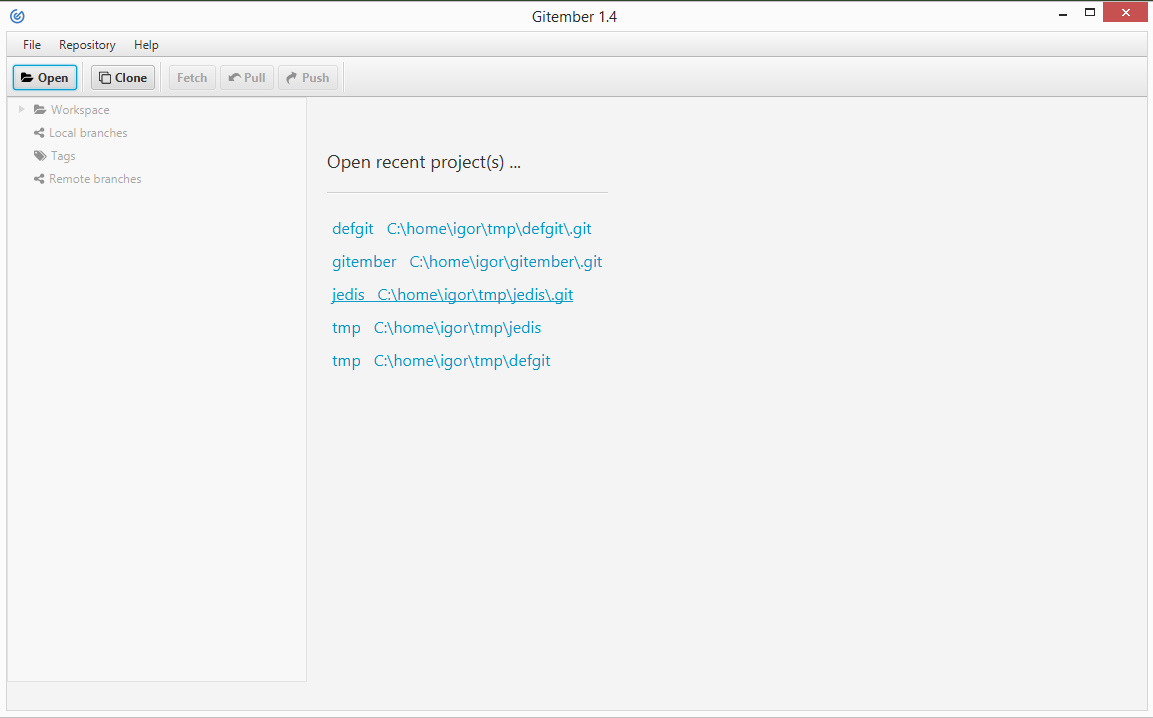 Gitember 1.4
File Repository Help
Open Clone Fetch Pull Push
Workspace
Local branches
Tags
Remote branches
Open recent project(s) ...
defgit C:\home\igor\tmp\defgit\.git
gitember C:\home\igor\gitember\.git
jedis C:\home\igor\tmp\jedis\.git
tmp C:\home\igor\tmp\jedis
tmp C:\home\igor\tmp\defgit